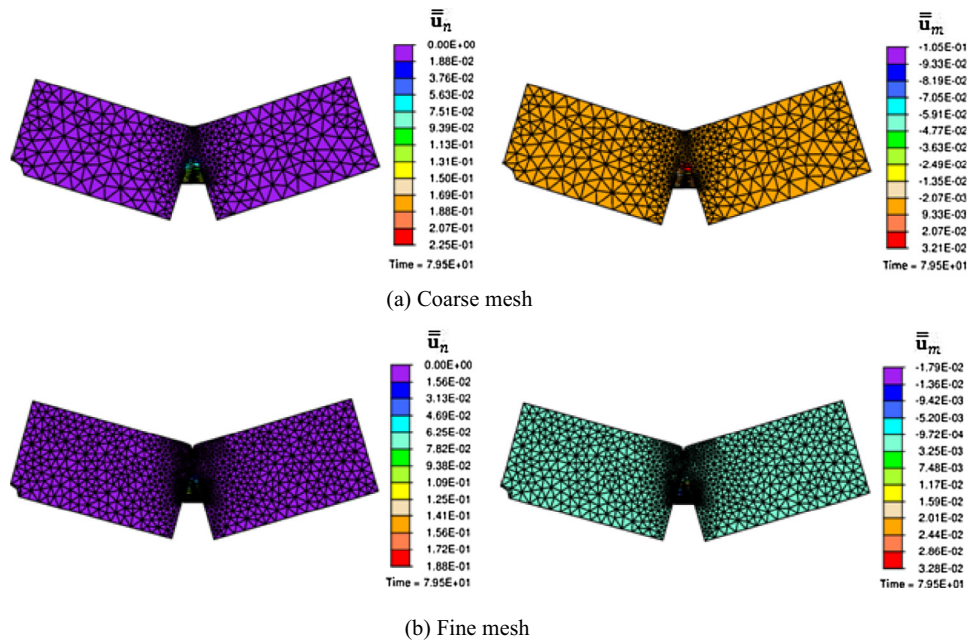 u̿n
0.00E+00
1.88E-02
3.76E-02
5.63E-02
7.51E-02
9.39E-02
1.13E-01
1.31E-01
1.50E-01
1.69E-01
1.88E-01
2.07E-01
2.25E-01
Time = 7.95E+01
u̿m
-1.05E-01
-9.33E-02
-8.19E-02
-7.05E-02
-5.91E-02
-4.77E-02
-3.63E-02
-2.49E-02
-1.35E-02
-2.07E-03
9.33E-03
2.07E-02
3.21E-02
Time = 7.95E+01
(a) Coarse mesh
u̿n
0.00E+00
1.56E-02
3.13E-02
4.69E-02
6.25E-02
7.82E-02
9.38E-02
1.09E-01
1.25E-01
1.41E-01
1.56E-01
1.72E-01
1.88E-01
Time = 7.95E+01
u̿m
-1.79E-02
-1.36E-02
-9.42E-03
-5.20E-03
-9.72E-04
3.25E-03
7.48E-03
1.17E-02
1.59E-02
2.01E-02
2.44E-02
2.86E-02
3.28E-02
Time = 7.95E+01
(b) Fine mesh